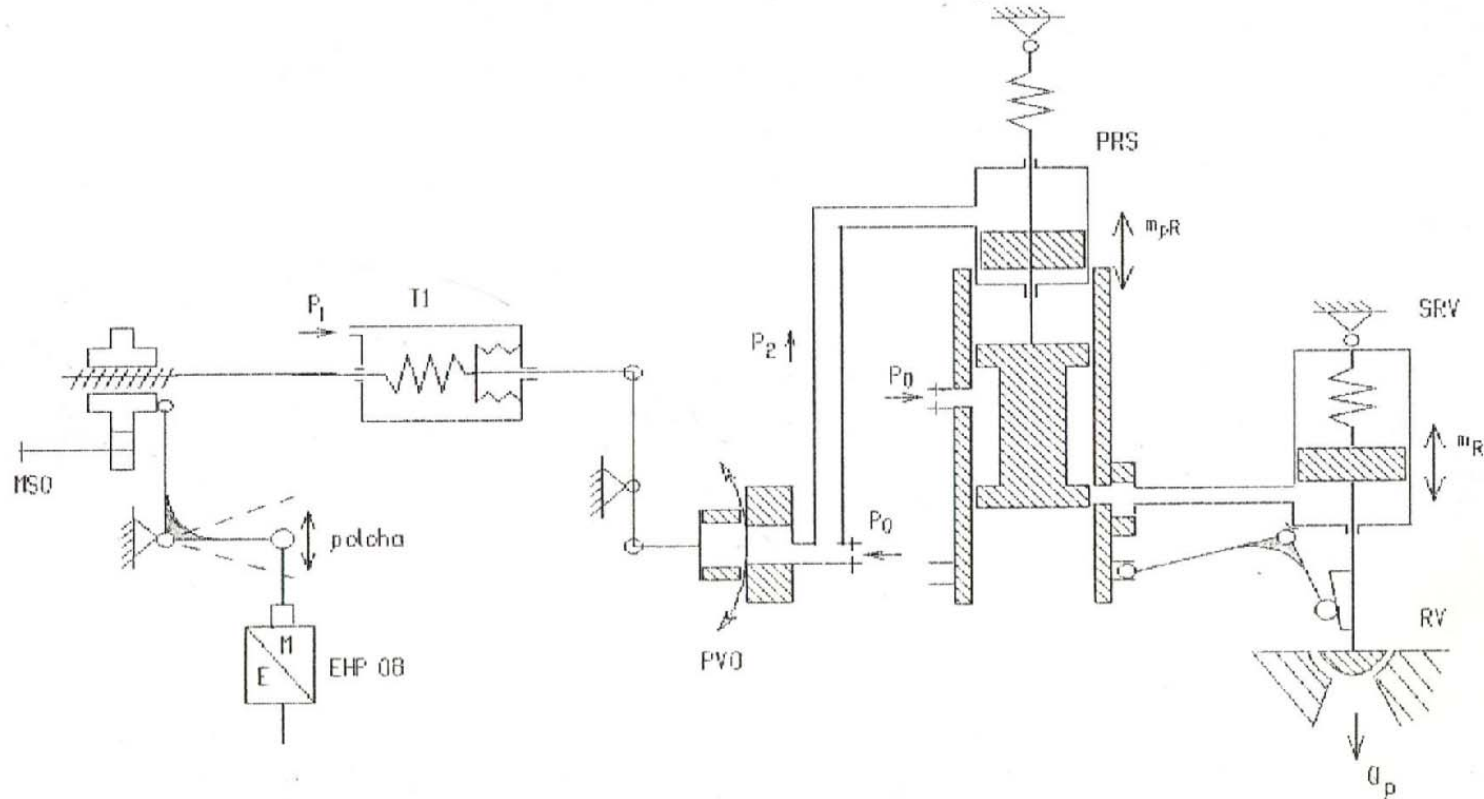 PRS
m_pR
T1
P_1
SRV
P_2
P_0
m_R
MSO
P_0
poloha
M
E
EHP 08
PVO
RV
Q_p